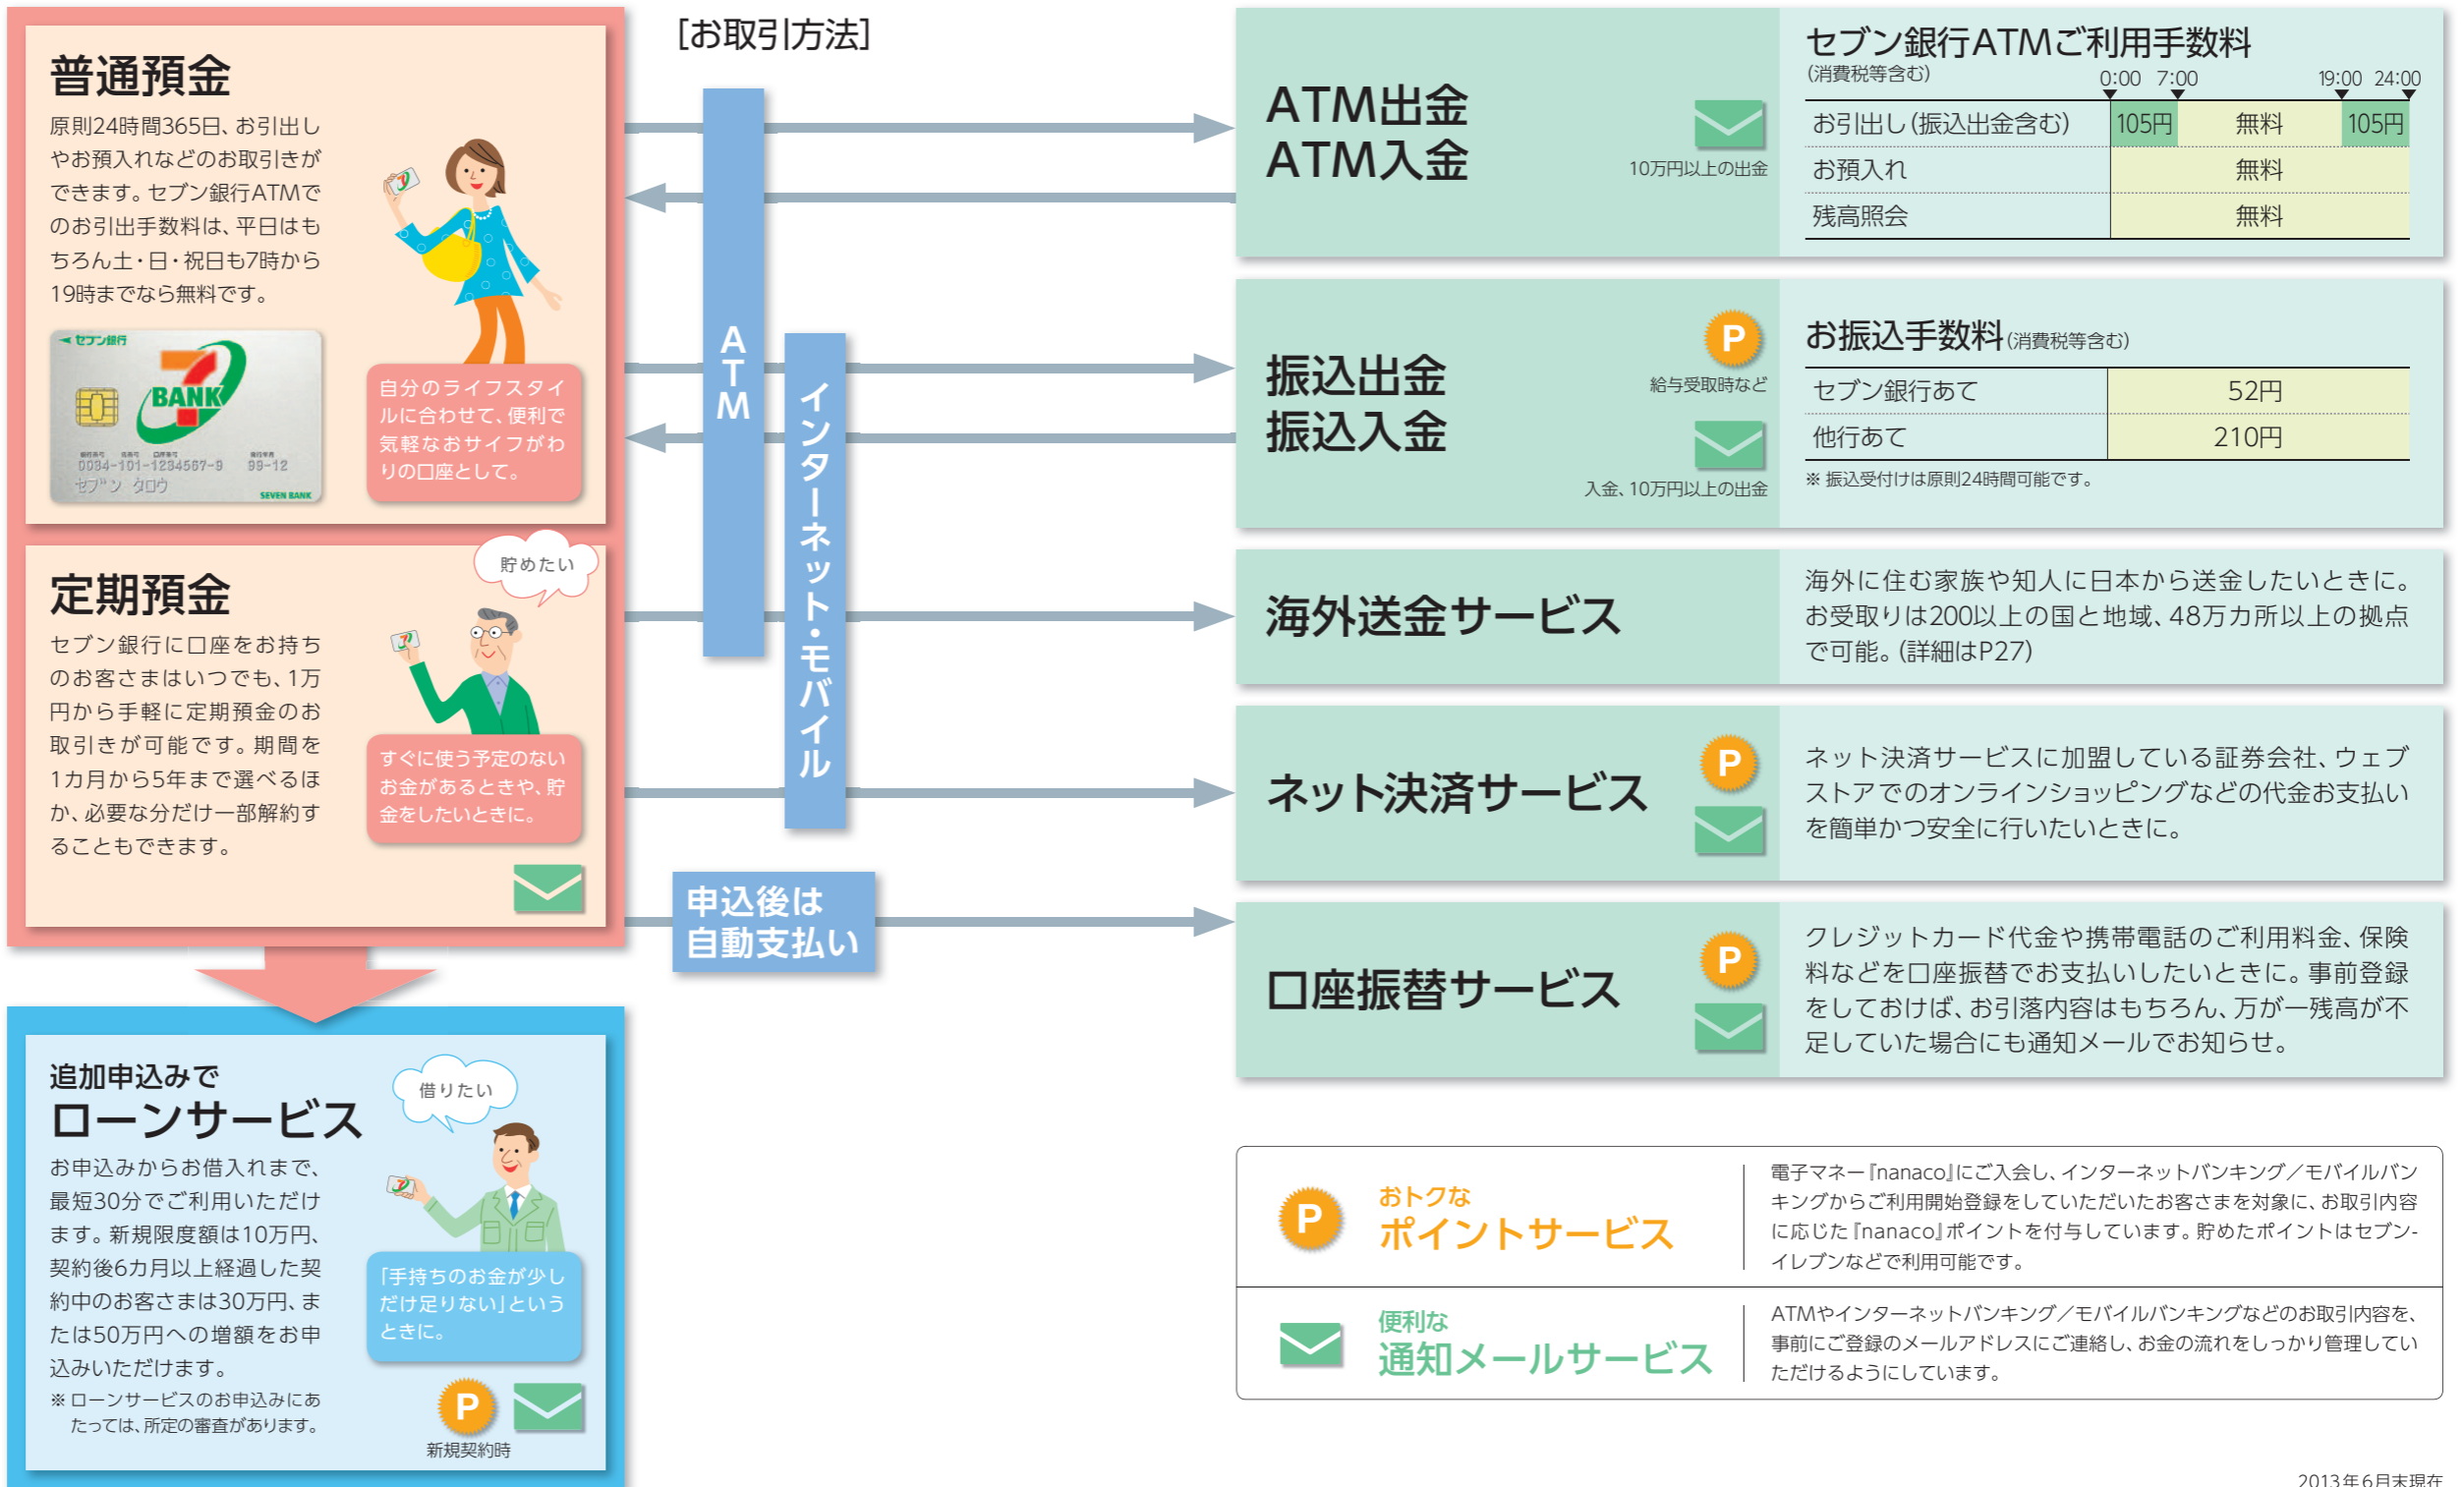 普通預金
原則24時間365日、お引出し
やお預入れなどのお取引きが
できます。セブン銀行ATMで
のお引出手数料は、平日はも
ちろん土・日・祝日も7時から
19時までなら無料です。
セブン銀行
7
BANK
銀行番号 店番号 口座番号 発行年月
0034-101-1234567-9 99-12
セブン タロウ
SEVEN BANK
自分のライフスタイ
ルに合わせて、便利で
気軽なおサイフがわ
りの口座として。
定期預金
貯めたい
セブン銀行に口座をお持ち
のお客さまはいつでも、1万
円から手軽に定期預金のお
取引きが可能です。期間を
1カ月から5年まで選べるほ
か、必要な分だけ一部解約す
ることもできます。
すぐに使う予定のない
お金があるときや、貯
金をしたいときに。
追加申込みで
ローンサービス
借りたい
お申込みからお借入れまで、
最短30分でご利用いただけ
ます。新規限度額は10万円、
契約後6カ月以上経過した契
約中のお客さまは30万円、ま
たは50万円への増額をお申
込みいただけます。
※ローンサービスのお申込みにあ
たっては、所定の審査があります。
「手持ちのお金が少し
だけ足りない」という
ときに。
P
新規契約時
[お取引方法]
ATM
インターネット・モバイル
申込後は
自動支払い
ATM出金
ATM入金
10万円以上の出金
セブン銀行ATMご利用手数料
(消費税等含む)
0:00 7:00 19:00 24:00
お引出し(振込出金含む) 105円 無料 105円
お預入れ 無料
残高照会 無料
振込出金
振込入金
P
給与受取時など
入金、10万円以上の出金
お振込手数料(消費税等含む)
セブン銀行あて 52円
他行あて 210円
※ 振込受付けは原則24時間可能です。
海外送金サービス
海外に住む家族や知人に日本から送金したいときに。
お受取りは200以上の国と地域、48万カ所以上の拠点
で可能。(詳細はP27)
ネット決済サービス
P
ネット決済サービスに加盟している証券会社、ウェブ
ストアでのオンラインショッピングなどの代金お支払い
を簡単かつ安全に行いたいときに。
口座振替サービス
P
クレジットカード代金や携帯電話のご利用料金、保険
料などを口座振替でお支払いしたいときに。事前登録
をしておけば、お引落内容はもちろん、万が一残高が不
足していた場合にも通知メールでお知らせ。
P
おトクな
ポイントサービス
電子マネー『nanaco』にご入会し、インターネットバンキング／モバイルバン
キングからご利用開始登録をしていただいたお客さまを対象に、お取引内容
に応じた『nanaco』ポイントを付与しています。貯めたポイントはセブン-
イレブンなどで利用可能です。
便利な
通知メールサービス
ATMやインターネットバンキング／モバイルバンキングなどのお取引内容を、
事前にご登録のメールアドレスにご連絡し、お金の流れをしっかり管理してい
ただけるようにしています。
2013年6月末現在